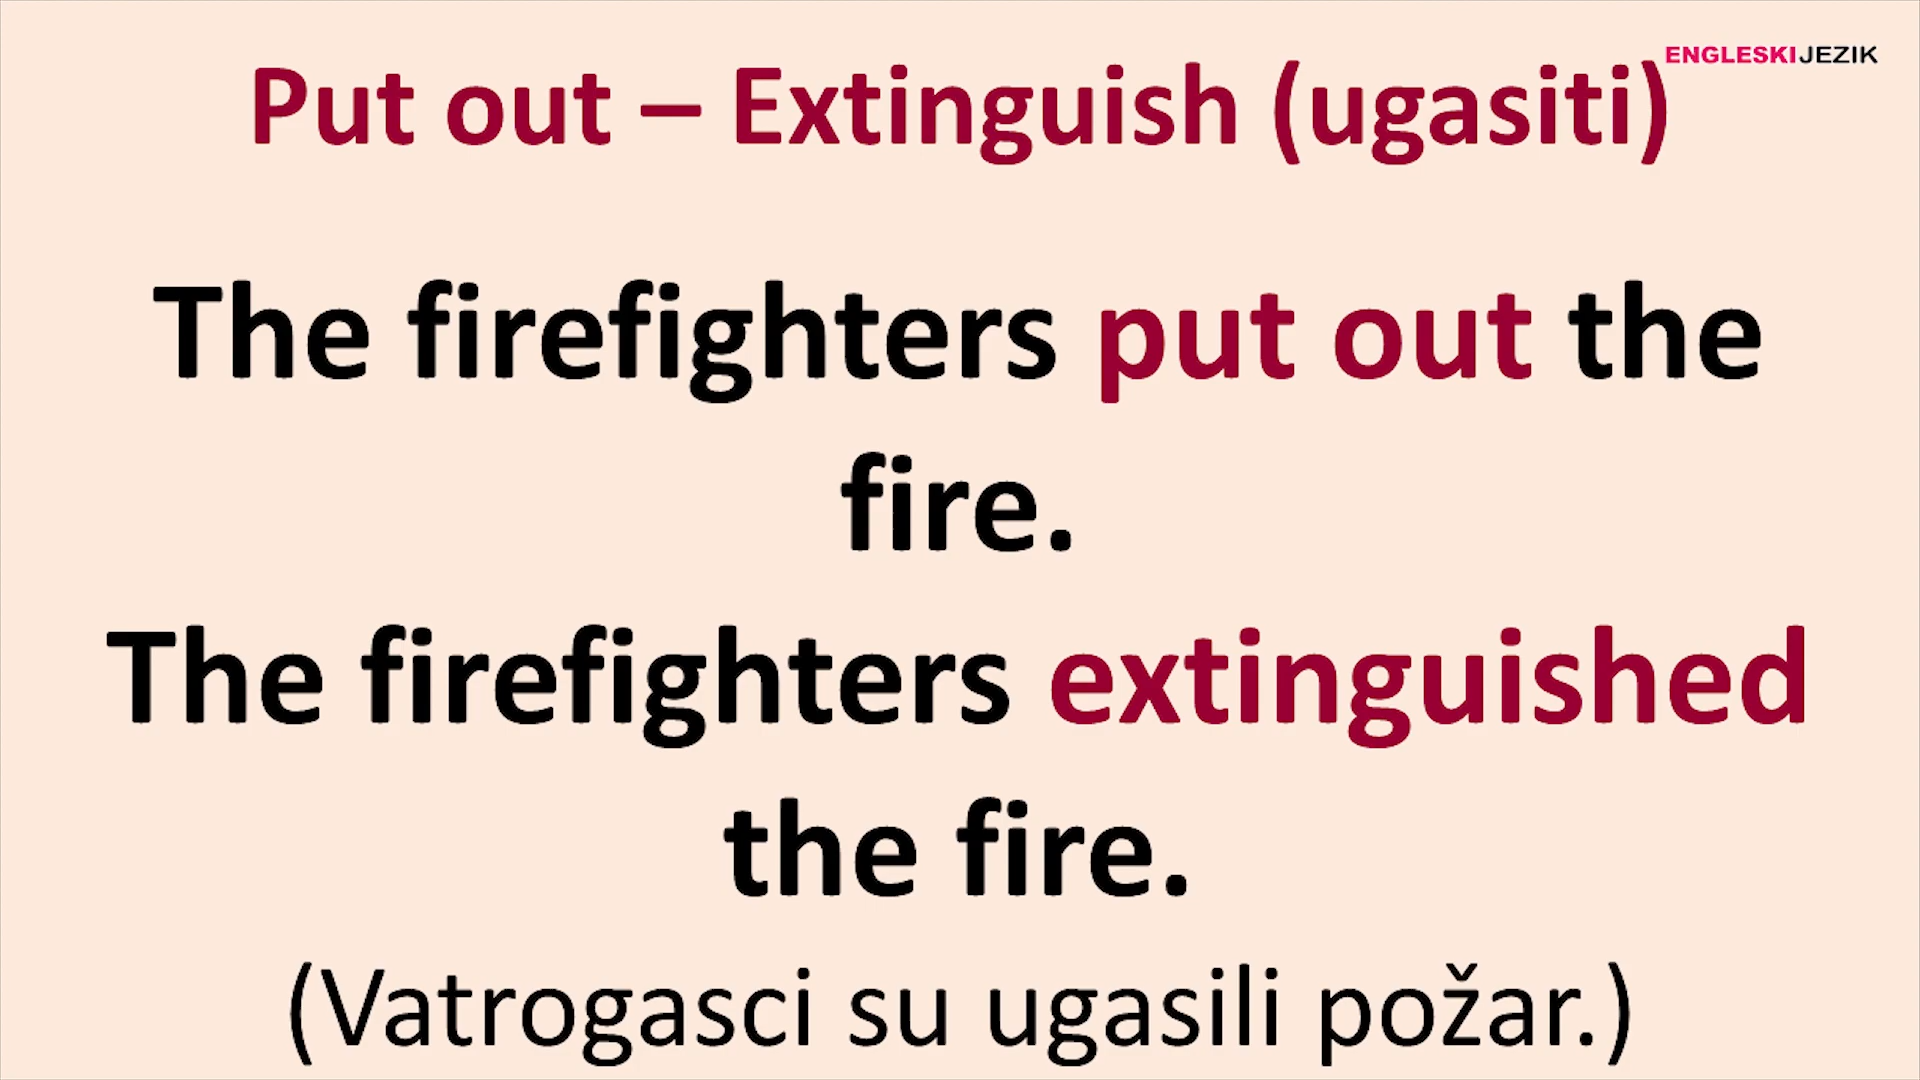 ENGLESKIJEZIK
Put out – Extinguish (ugasiti)
The firefighters put out the
fire.
The firefighters extinguished
the fire.
(Vatrogasci su ugasili požar.)